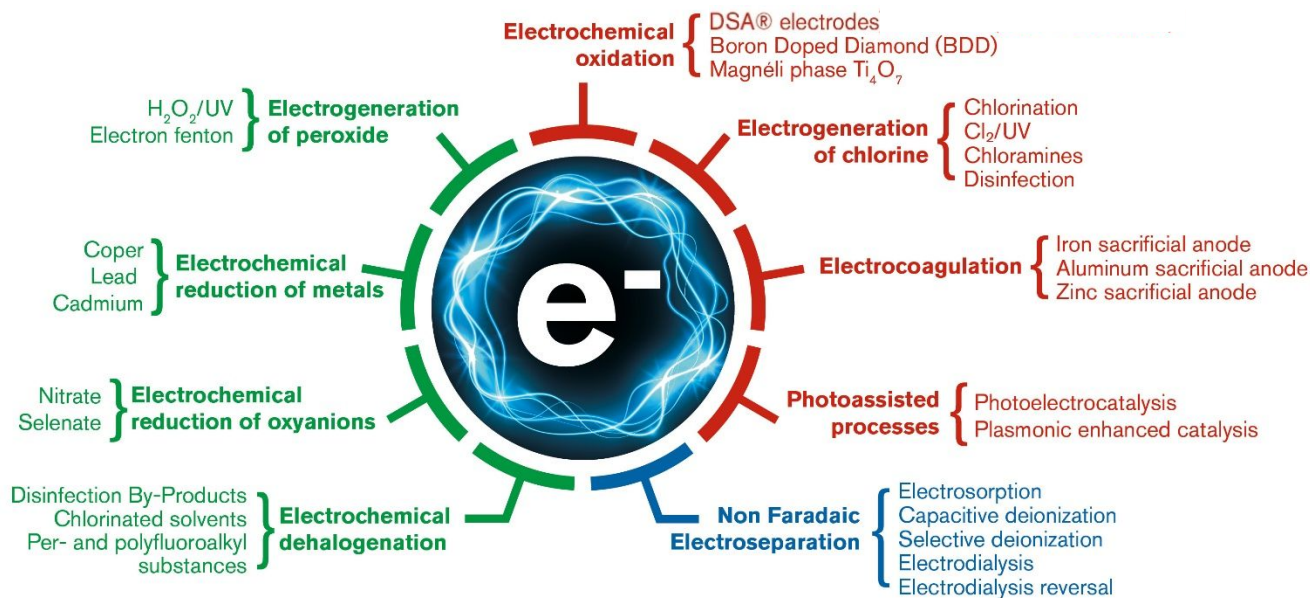 Electrochemical
oxidation
DSA® electrodes
Boron Doped Diamond (BDD)
Magnéli phase Ti₄O₇
Electrogeneration
of chlorine
Chlorination
Cl₂/UV
Chloramines
Disinfection
Electrocoagulation
Iron sacrificial anode
Aluminum sacrificial anode
Zinc sacrificial anode
Photoassisted
processes
Photoelectrocatalysis
Plasmonic enhanced catalysis
Non Faradaic
Electroseparation
Electrosorption
Capacitive deionization
Selective deionization
Electrodialysis
Electrodialysis reversal
H₂O₂/UV
Electron fenton
Electrogeneration
of peroxide
Coper
Lead
Cadmium
Electrochemical
reduction of metals
Nitrate
Selenate
Electrochemical
reduction of oxyanions
Disinfection By-Products
Chlorinated solvents
Per- and polyfluoroalkyl
substances
Electrochemical
dehalogenation
e⁻